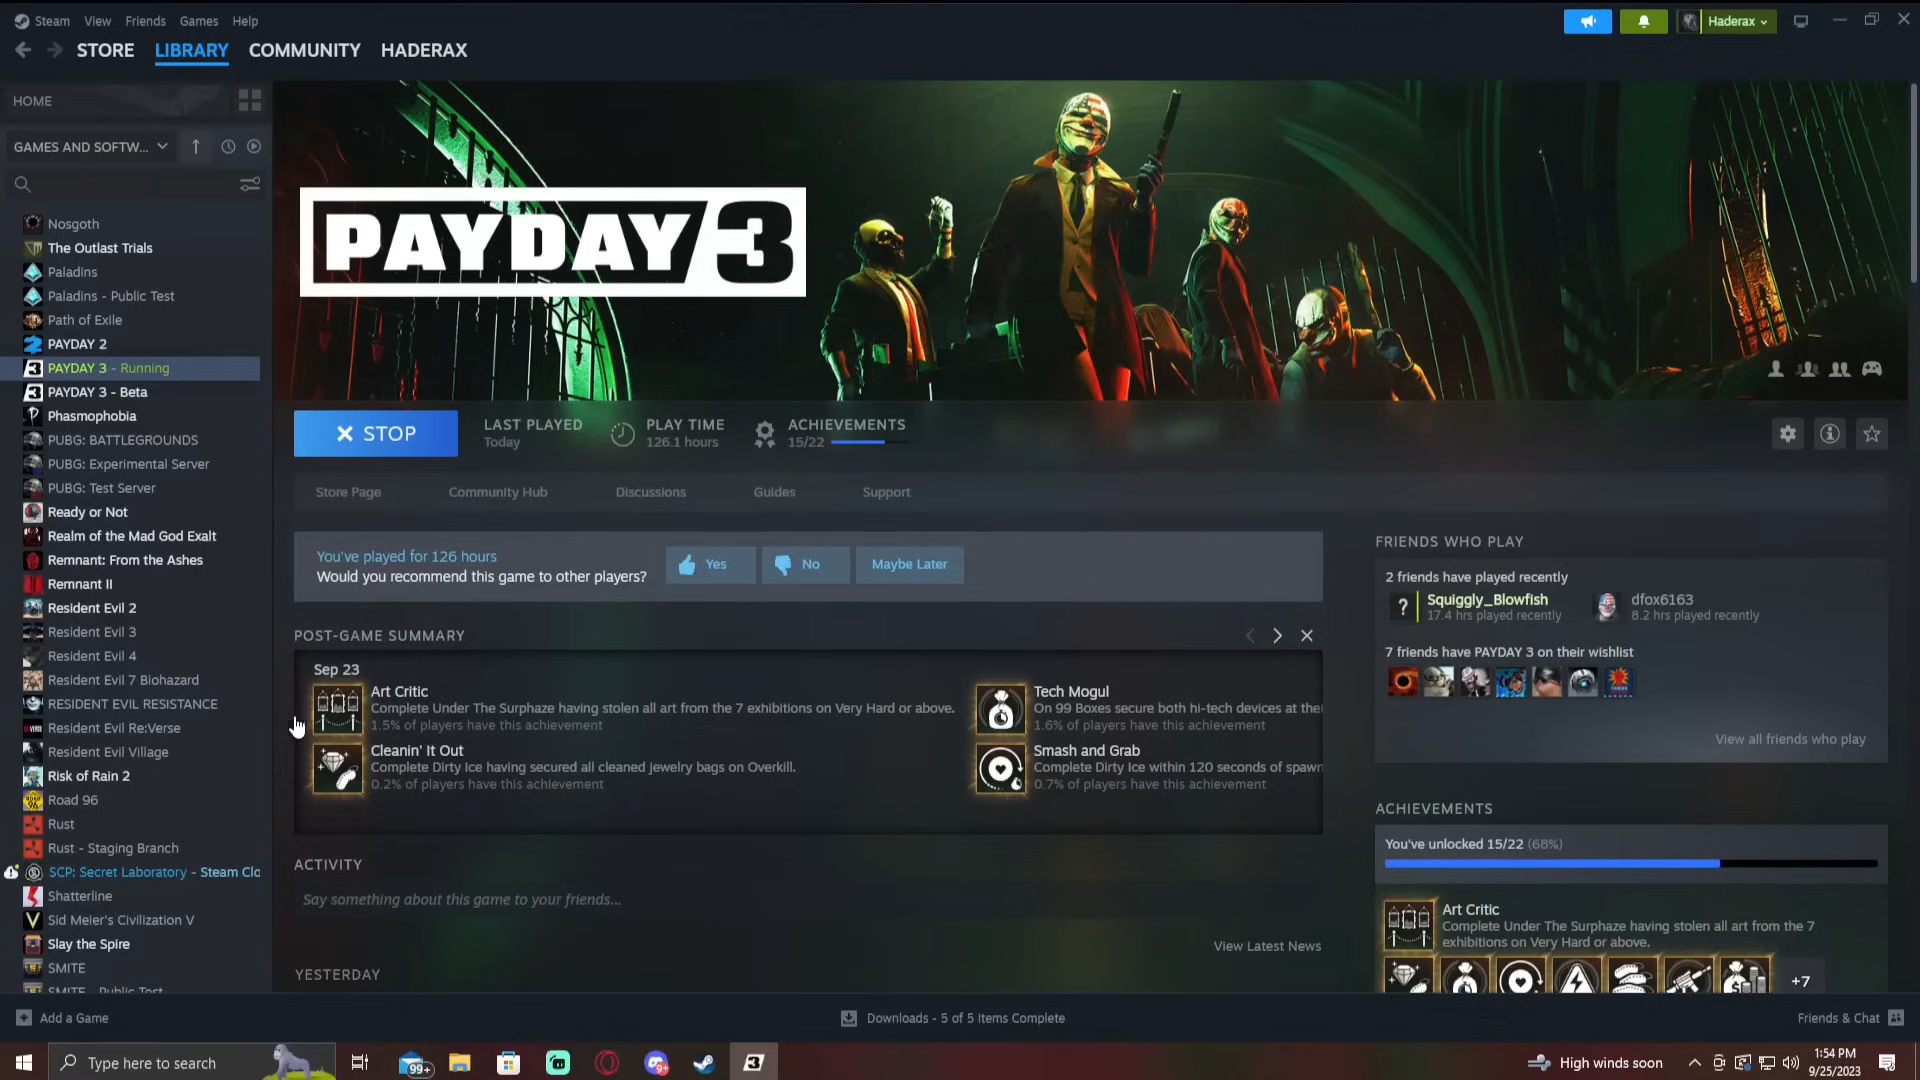 Steam View Friends Games Help
Haderax
STORE LIBRARY COMMUNITY HADERAX
HOME
GAMES AND SOFTW...
Nosgoth
The Outlast Trials
Paladins
Paladins - Public Test
Path of Exile
PAYDAY 2
PAYDAY 3 - Running
PAYDAY 3 - Beta
Phasmophobia
PUBG: BATTLEGROUNDS
PUBG: Experimental Server
PUBG: Test Server
Ready or Not
Realm of the Mad God Exalt
Remnant: From the Ashes
Remnant II
Resident Evil 2
Resident Evil 3
Resident Evil 4
Resident Evil 7 Biohazard
RESIDENT EVIL RESISTANCE
Resident Evil Re:Verse
Resident Evil Village
Risk of Rain 2
Road 96
Rust
Rust - Staging Branch
SCP: Secret Laboratory - Steam Clo
Shatterline
Sid Meier's Civilization V
Slay the Spire
SMITE
SMITE - Public Test
PAYDAY 3
STOP
LAST PLAYED
Today
PLAY TIME
126.1 hours
ACHIEVEMENTS
15/22
Store Page Community Hub Discussions Guides Support
You've played for 126 hours
Would you recommend this game to other players?
Yes No Maybe Later
POST-GAME SUMMARY
Sep 23
Art Critic
Complete Under The Surphaze having stolen all art from the 7 exhibitions on Very Hard or above.
1.5% of players have this achievement
Tech Mogul
On 99 Boxes secure both hi-tech devices at thei
1.6% of players have this achievement
Cleanin' It Out
Complete Dirty Ice having secured all cleaned jewelry bags on Overkill.
0.2% of players have this achievement
Smash and Grab
Complete Dirty Ice within 120 seconds of spawn
0.7% of players have this achievement
ACTIVITY
Say something about this game to your friends...
View Latest News
YESTERDAY
FRIENDS WHO PLAY
2 friends have played recently
?
Squiggly_Blowfish
17.4 hrs played recently
dfox6163
8.2 hrs played recently
7 friends have PAYDAY 3 on their wishlist
View all friends who play
ACHIEVEMENTS
You've unlocked 15/22 (68%)
Art Critic
Complete Under The Surphaze having stolen all art from the 7
exhibitions on Very Hard or above.
+7
Add a Game
Downloads - 5 of 5 Items Complete
Friends & Chat
Type here to search
99+
9+
High winds soon
1:54 PM
9/25/2023